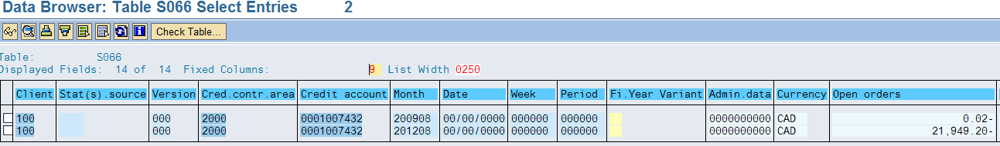 Data Browser: Table S066 Select Entries 2
Check Table...
Table: S066
Displayed Fields: 14 of 14 Fixed Columns: 9 List Width 0250
Client Stat(s).source Version Cred.contr.area Credit account Month Date Week Period Fi.Year Variant Admin.data Currency Open orders
100 000 2000 0001007432 200908 00/00/0000 000000 000000 0000000000 CAD 0.02-
100 000 2000 0001007432 201208 00/00/0000 000000 000000 0000000000 CAD 21,949.20-